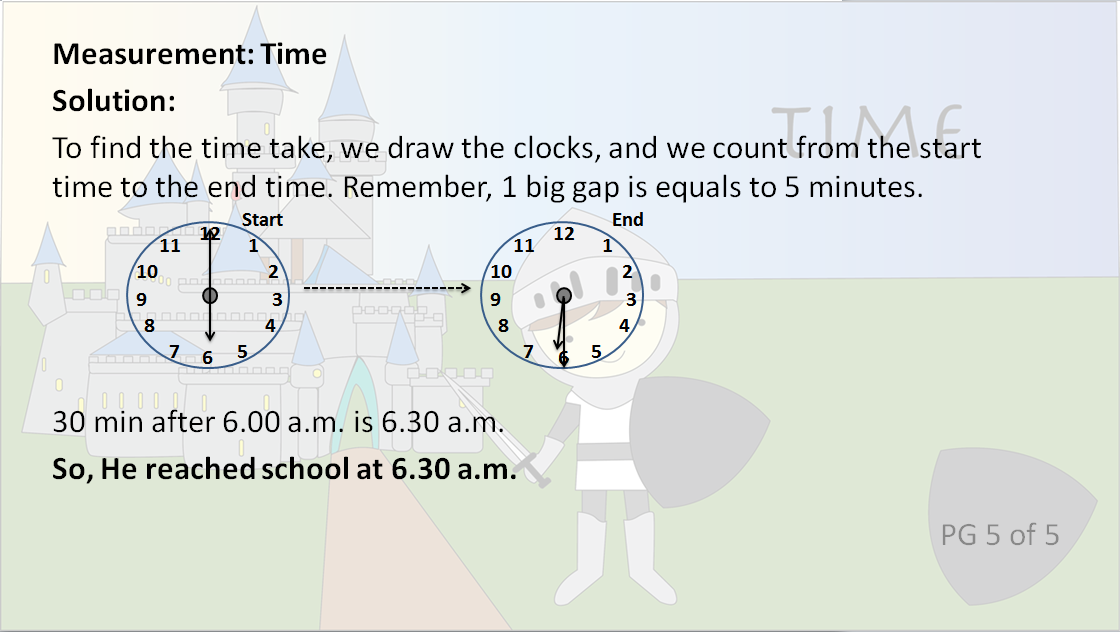 Measurement: Time
Solution:
TIME
To find the time take, we draw the clocks, and we count from the start
time to the end time. Remember, 1 big gap is equals to 5 minutes.
Start
12
11 1
10 2
9 3
8 4
7 6 5
End
12
11 1
10 2
9 3
8 4
7 6 5
30 min after 6.00 a.m. is 6.30 a.m.
So, He reached school at 6.30 a.m.
PG 5 of 5